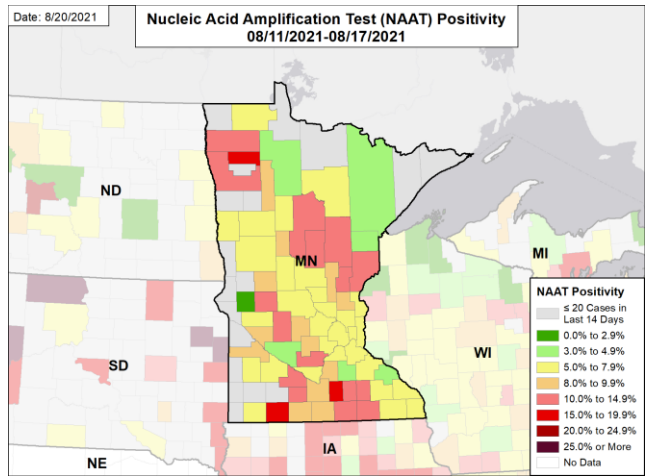 Date: 8/20/2021
Nucleic Acid Amplification Test (NAAT) Positivity
08/11/2021-08/17/2021
ND
MN
MI
SD
WI
NE
IA
NAAT Positivity
≤ 20 Cases in
Last 14 Days
0.0% to 2.9%
3.0% to 4.9%
5.0% to 7.9%
8.0% to 9.9%
10.0% to 14.9%
15.0% to 19.9%
20.0% to 24.9%
25.0% or More
No Data